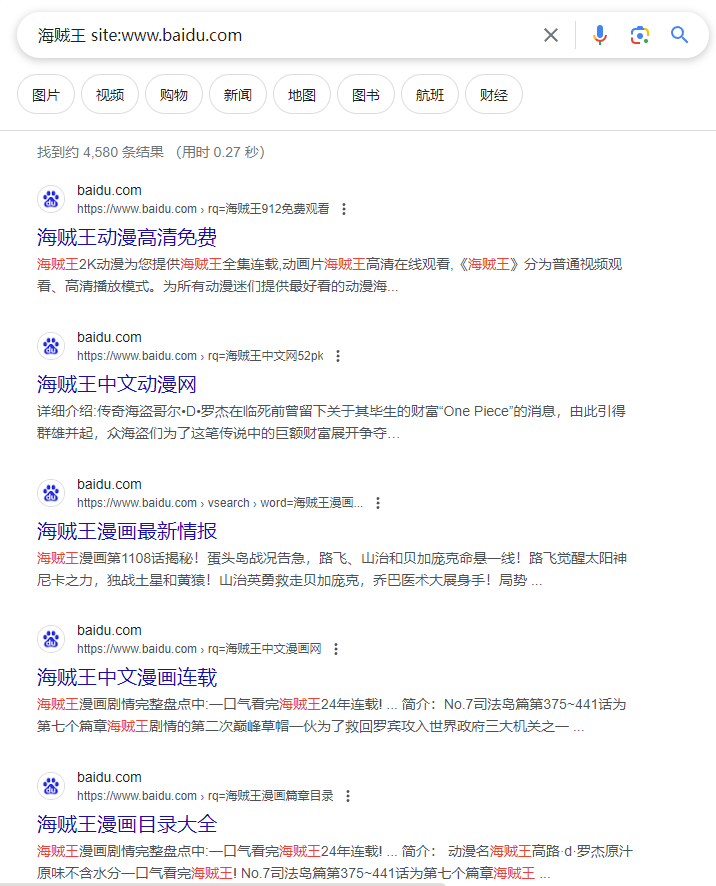 海贼王 site:www.baidu.com
图片 视频 购物 新闻 地图 图书 航班 财经
找到约 4,580 条结果 （用时 0.27 秒）
baidu.com
https://www.baidu.com › rq=海贼王912免费观看
海贼王动漫高清免费
海贼王2K动漫为您提供海贼王全集连载,动画片海贼王高清在线观看,《海贼王》分为普通视频观
看、高清播放模式。为所有动漫迷们提供最好看的动漫海...
baidu.com
https://www.baidu.com › rq=海贼王中文网52pk
海贼王中文动漫网
详细介绍:传奇海盗哥尔•D•罗杰在临死前曾留下关于其毕生的财富“One Piece”的消息，由此引得
群雄并起，众海盗们为了这笔传说中的巨额财富展开争夺...
baidu.com
https://www.baidu.com › vsearch › word=海贼王漫画...
海贼王漫画最新情报
海贼王漫画第1108话揭秘！蛋头岛战况告急，路飞、山治和贝加庞克命悬一线！路飞觉醒太阳神
尼卡之力，独战土星和黄猿！山治英勇救走贝加庞克，乔巴医术大展身手！局势 ...
baidu.com
https://www.baidu.com › rq=海贼王中文漫画网
海贼王中文漫画连载
海贼王漫画剧情完整盘点中:一口气看完海贼王24年连载! ... 简介：No.7司法岛篇第375~441话为
第七个篇章海贼王剧情的第二次巅峰草帽一伙为了救回罗宾攻入世界政府三大机关之一 ...
baidu.com
https://www.baidu.com › rq=海贼王漫画篇章目录
海贼王漫画目录大全
海贼王漫画剧情完整盘点中:一口气看完海贼王24年连载! ... 简介： 动漫名海贼王高路·d·罗杰原汁
原味不含水分一口气看完海贼王! No.7司法岛篇第375~441话为第七个篇章海贼王 ...